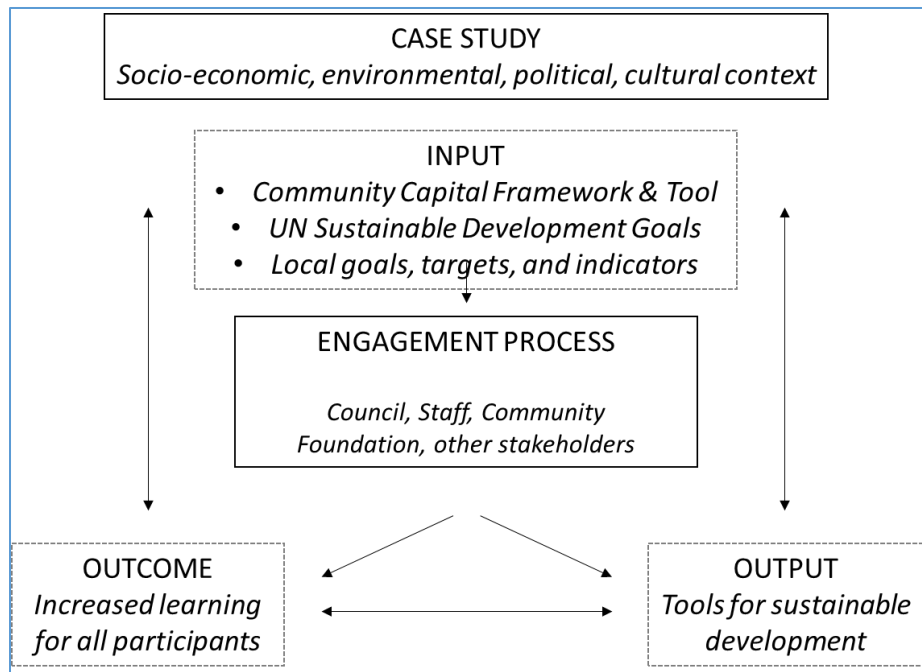 CASE STUDY
Socio-economic, environmental, political, cultural context
INPUT
• Community Capital Framework & Tool
• UN Sustainable Development Goals
• Local goals, targets, and indicators
ENGAGEMENT PROCESS
Council, Staff, Community
Foundation, other stakeholders
OUTCOME
Increased learning
for all participants
OUTPUT
Tools for sustainable
development